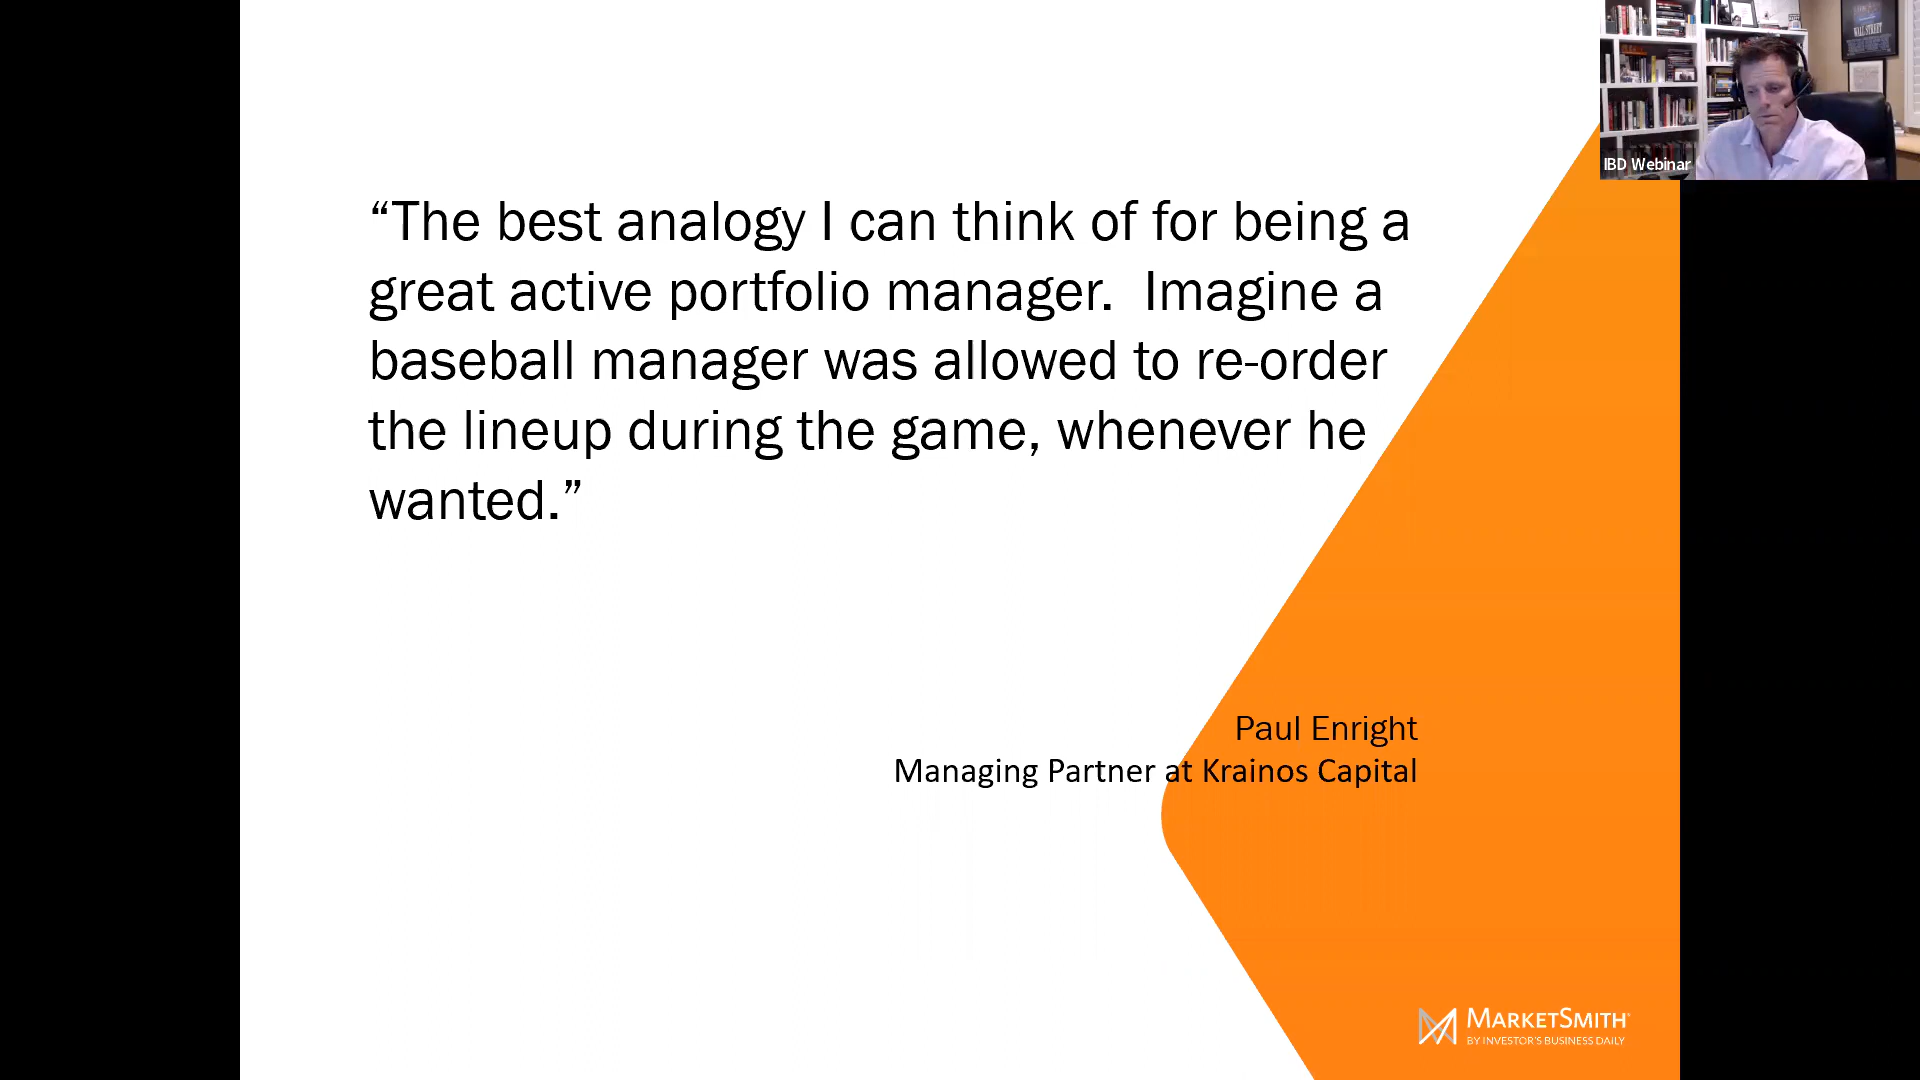 WALL STREET
IBD Webinar
“The best analogy I can think of for being a
great active portfolio manager.  Imagine a
baseball manager was allowed to re-order
the lineup during the game, whenever he
wanted.”
Paul Enright
Managing Partner at Krainos Capital
MARKETSMITH
BY INVESTOR'S BUSINESS DAILY